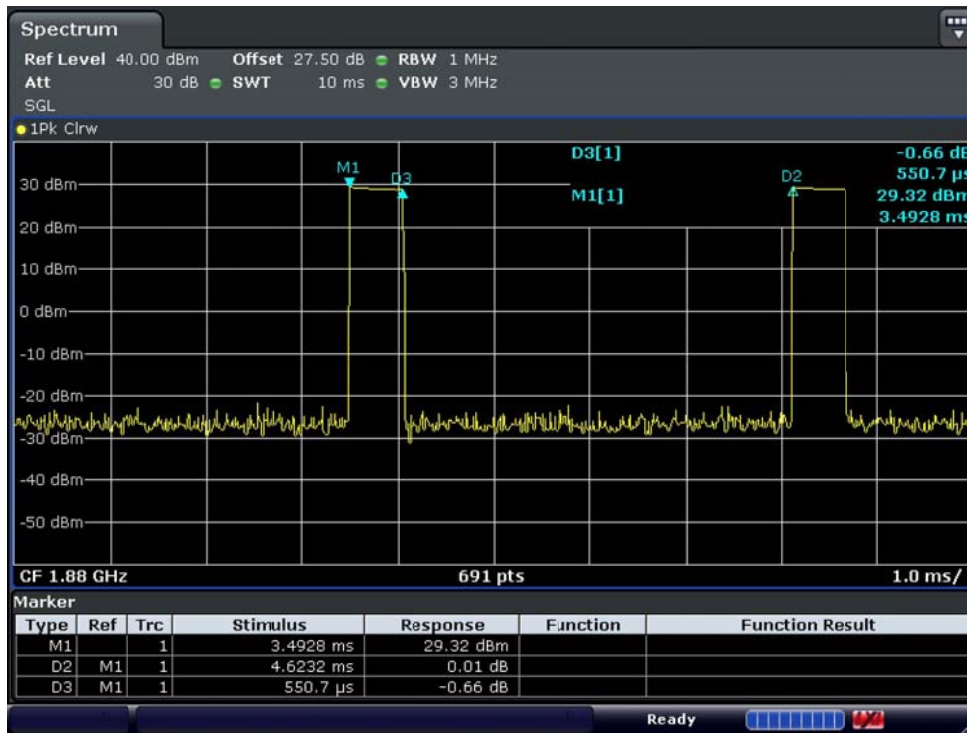 Spectrum
Ref Level 40.00 dBm Offset 27.50 dB RBW 1 MHz
Att 30 dB SWT 10 ms VBW 3 MHz
SGL
1Pk Clrw
D3[1] -0.66 dB
550.7 µs
M1[1] 29.32 dBm
3.4928 ms
M1
D3
D2
30 dBm
20 dBm
10 dBm
0 dBm
-10 dBm
-20 dBm
-30 dBm
-40 dBm
-50 dBm
CF 1.88 GHz 691 pts 1.0 ms/
Marker
Type Ref Trc Stimulus Response Function Function Result
M1 1 3.4928 ms 29.32 dBm
D2 M1 1 4.6232 ms 0.01 dB
D3 M1 1 550.7 µs -0.66 dB
Ready